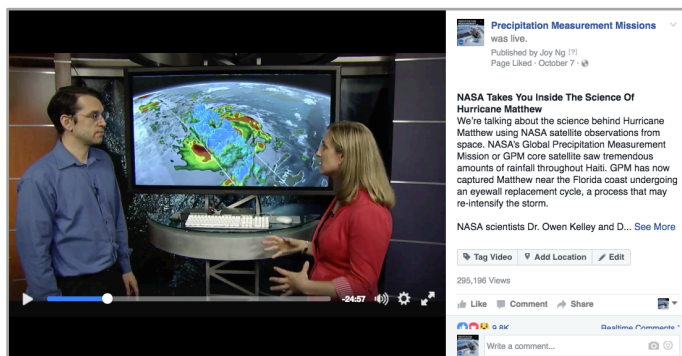 Precipitation Measurement Missions
was live.
Published by Joy Ng [?]
Page Liked · October 7 ·
NASA Takes You Inside The Science Of
Hurricane Matthew
We're talking about the science behind Hurricane
Matthew using NASA satellite observations from
space. NASA's Global Precipitation Measurement
Mission or GPM core satellite saw tremendous
amounts of rainfall throughout Haiti. GPM has now
captured Matthew near the Florida coast undergoing
an eyewall replacement cycle, a process that may
re-intensify the storm.
NASA scientists Dr. Owen Kelley and D... See More
Tag Video Add Location Edit
295,196 Views
-24:57
Like Comment Share
9.8K Realtime Comments
Write a comment...